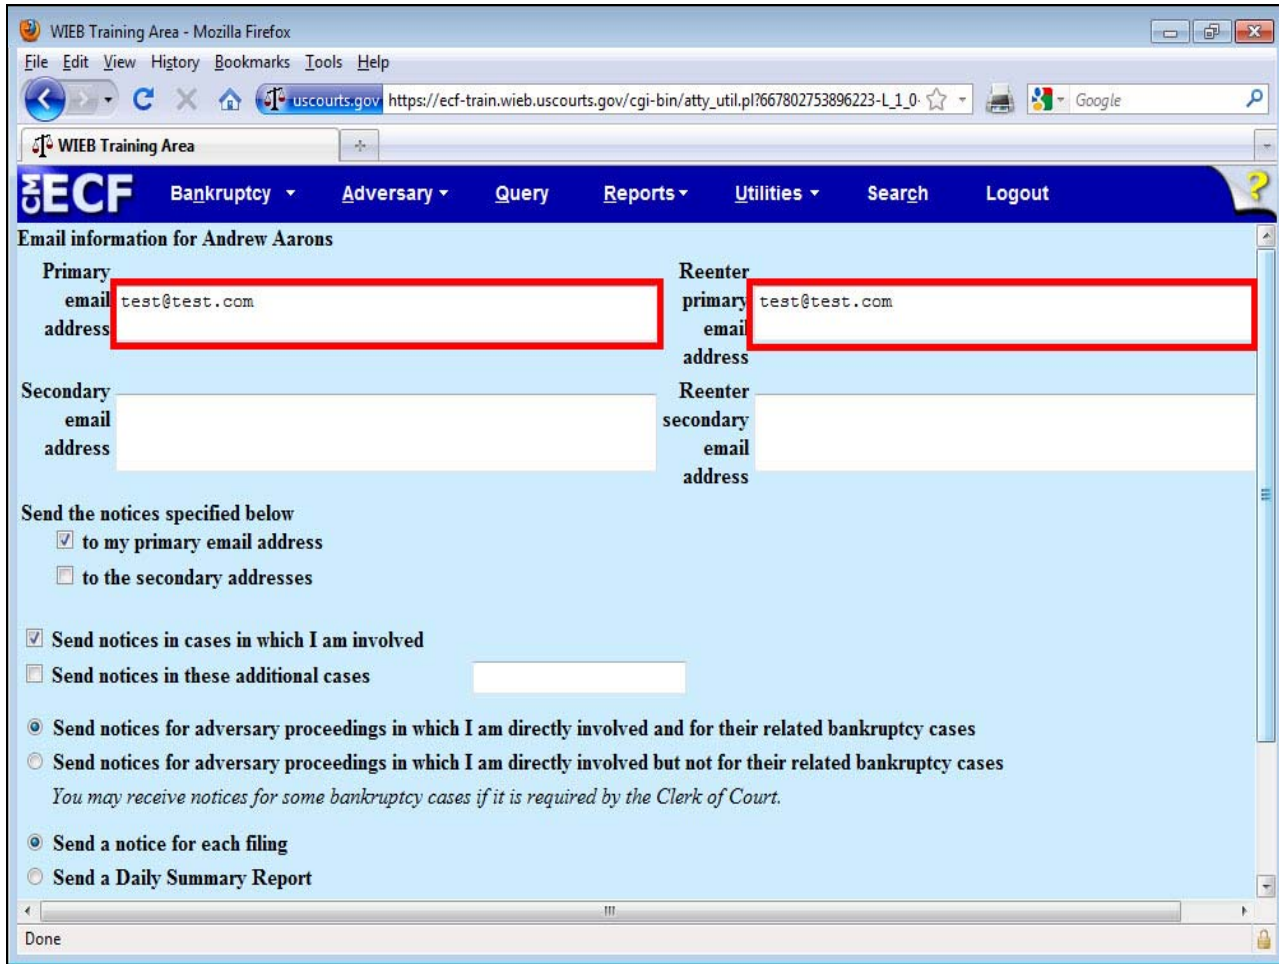 WIEB Training Area - Mozilla Firefox
File Edit View History Bookmarks Tools Help
uscourts.gov https://ecf-train.wieb.uscourts.gov/cgi-bin/atty_util.pl?667802753896223-L_1_0- Google
WIEB Training Area
CM ECF Bankruptcy Adversary Query Reports Utilities Search Logout ?
Email information for Andrew Aarons
Primary email address test@test.com Reenter primary email address test@test.com
Secondary email address Reenter secondary email address
Send the notices specified below
to my primary email address
to the secondary addresses
Send notices in cases in which I am involved
Send notices in these additional cases
Send notices for adversary proceedings in which I am directly involved and for their related bankruptcy cases
Send notices for adversary proceedings in which I am directly involved but not for their related bankruptcy cases
You may receive notices for some bankruptcy cases if it is required by the Clerk of Court.
Send a notice for each filing
Send a Daily Summary Report
Done